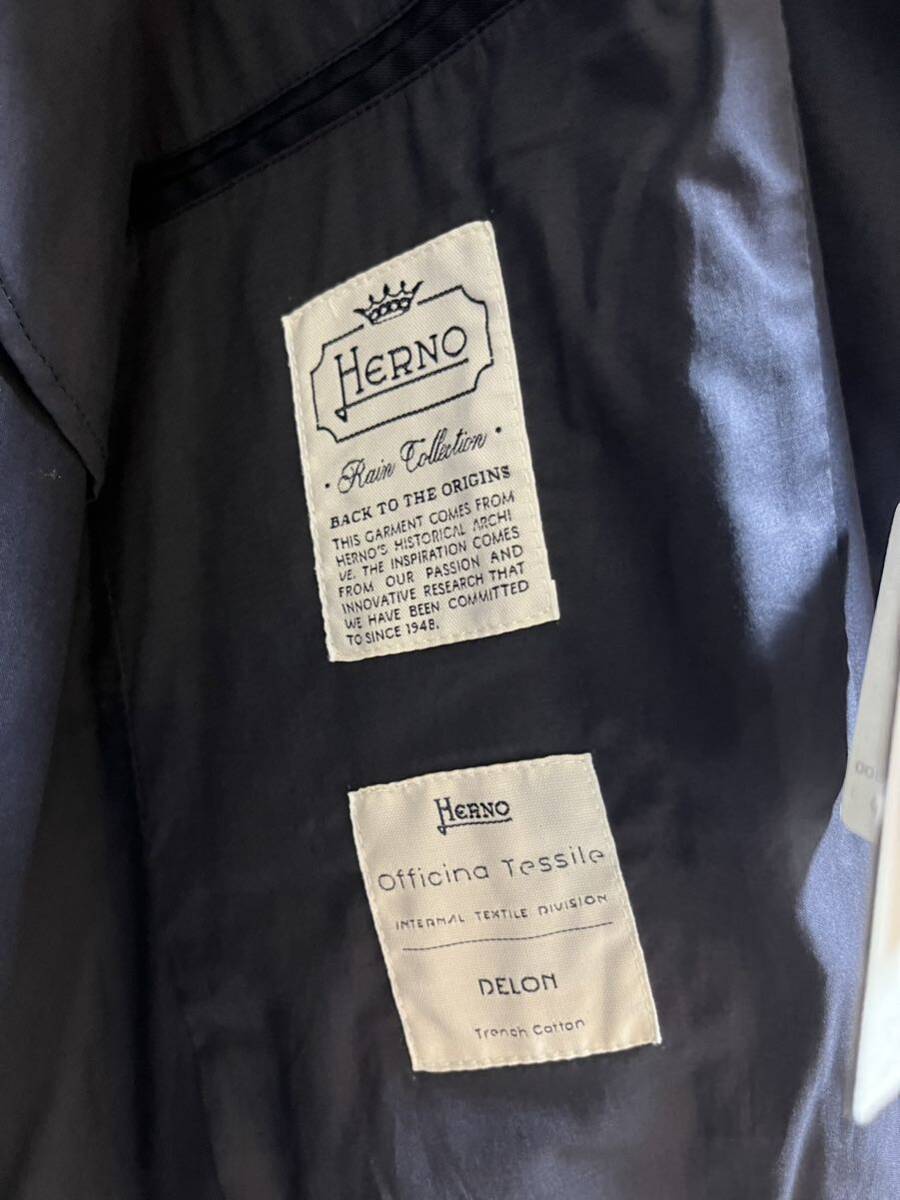 HERNO
• Rain Collection •
BACK TO THE ORIGINS
THIS GARMENT COMES FROM
HERNO'S HISTORICAL ARCHI
VE. THE INSPIRATION COMES
FROM OUR PASSION AND
INNOVATIVE RESEARCH THAT
WE HAVE BEEN COMMITTED
TO SINCE 1948.
HERNO
Officina Tessile
INTERNAL TEXTILE DIVISION
DELON
Trench Cotton